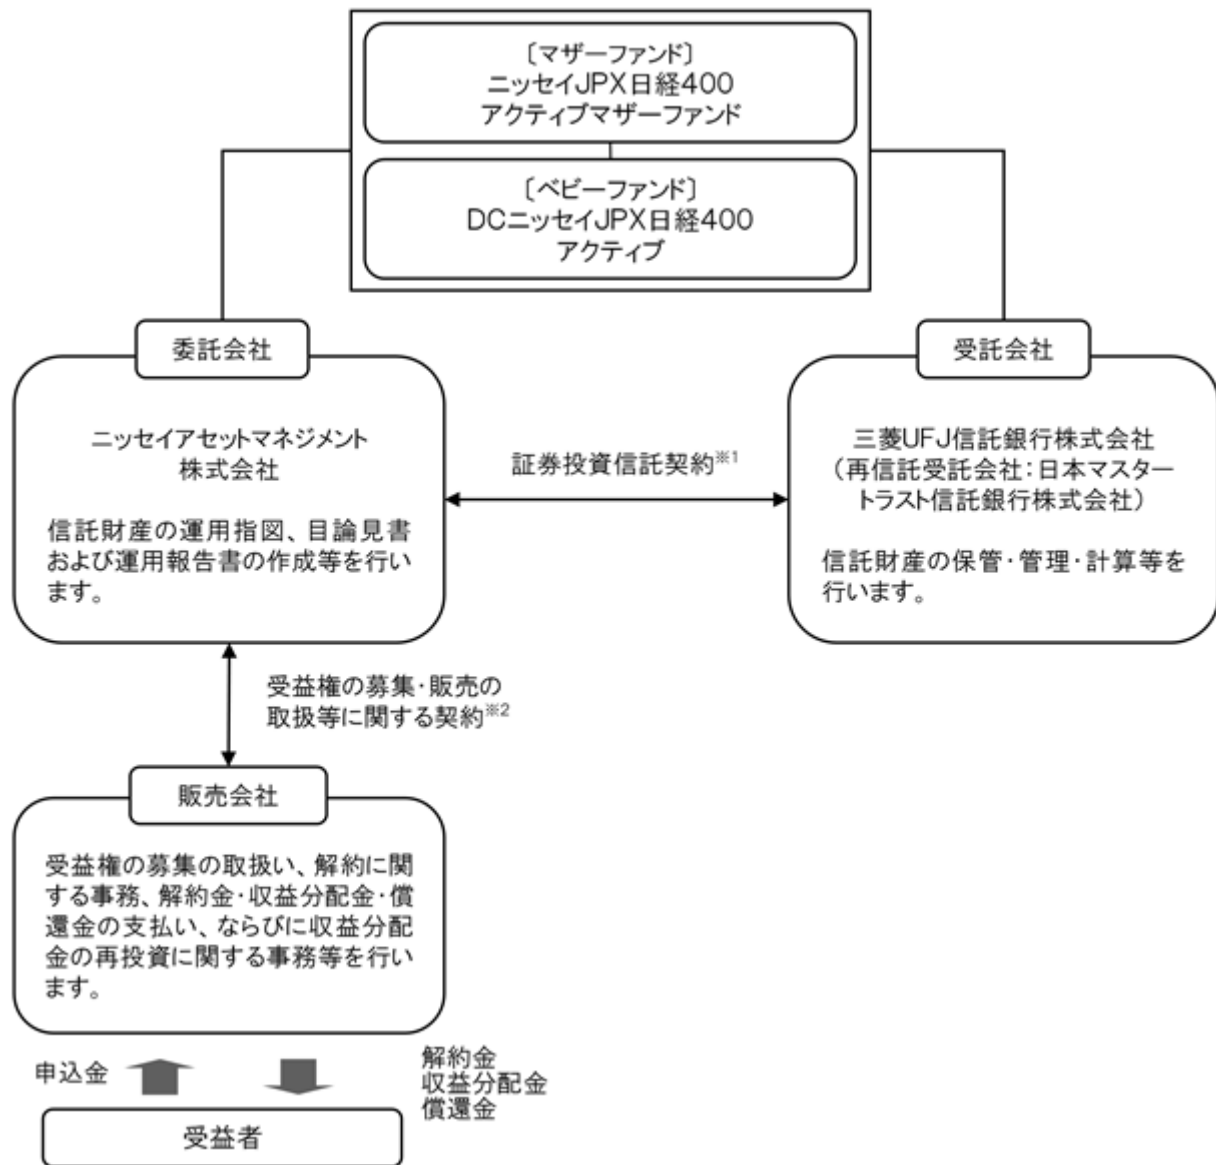 〔マザーファンド〕
ニッセイJPX日経400
アクティブマザーファンド
〔ベビーファンド〕
DCニッセイJPX日経400
アクティブ
委託会社
ニッセイアセットマネジメント
株式会社
信託財産の運用指図、目論見書
および運用報告書の作成等を行い
ます。
証券投資信託契約※1
受託会社
三菱UFJ信託銀行株式会社
（再信託受託会社：日本マスター
トラスト信託銀行株式会社）
信託財産の保管・管理・計算等を
行います。
受益権の募集・販売の
取扱等に関する契約※2
販売会社
受益権の募集の取扱い、解約に関
する事務、解約金・収益分配金・償
還金の支払い、ならびに収益分配
金の再投資に関する事務等を行い
ます。
申込金
解約金
収益分配金
償還金
受益者